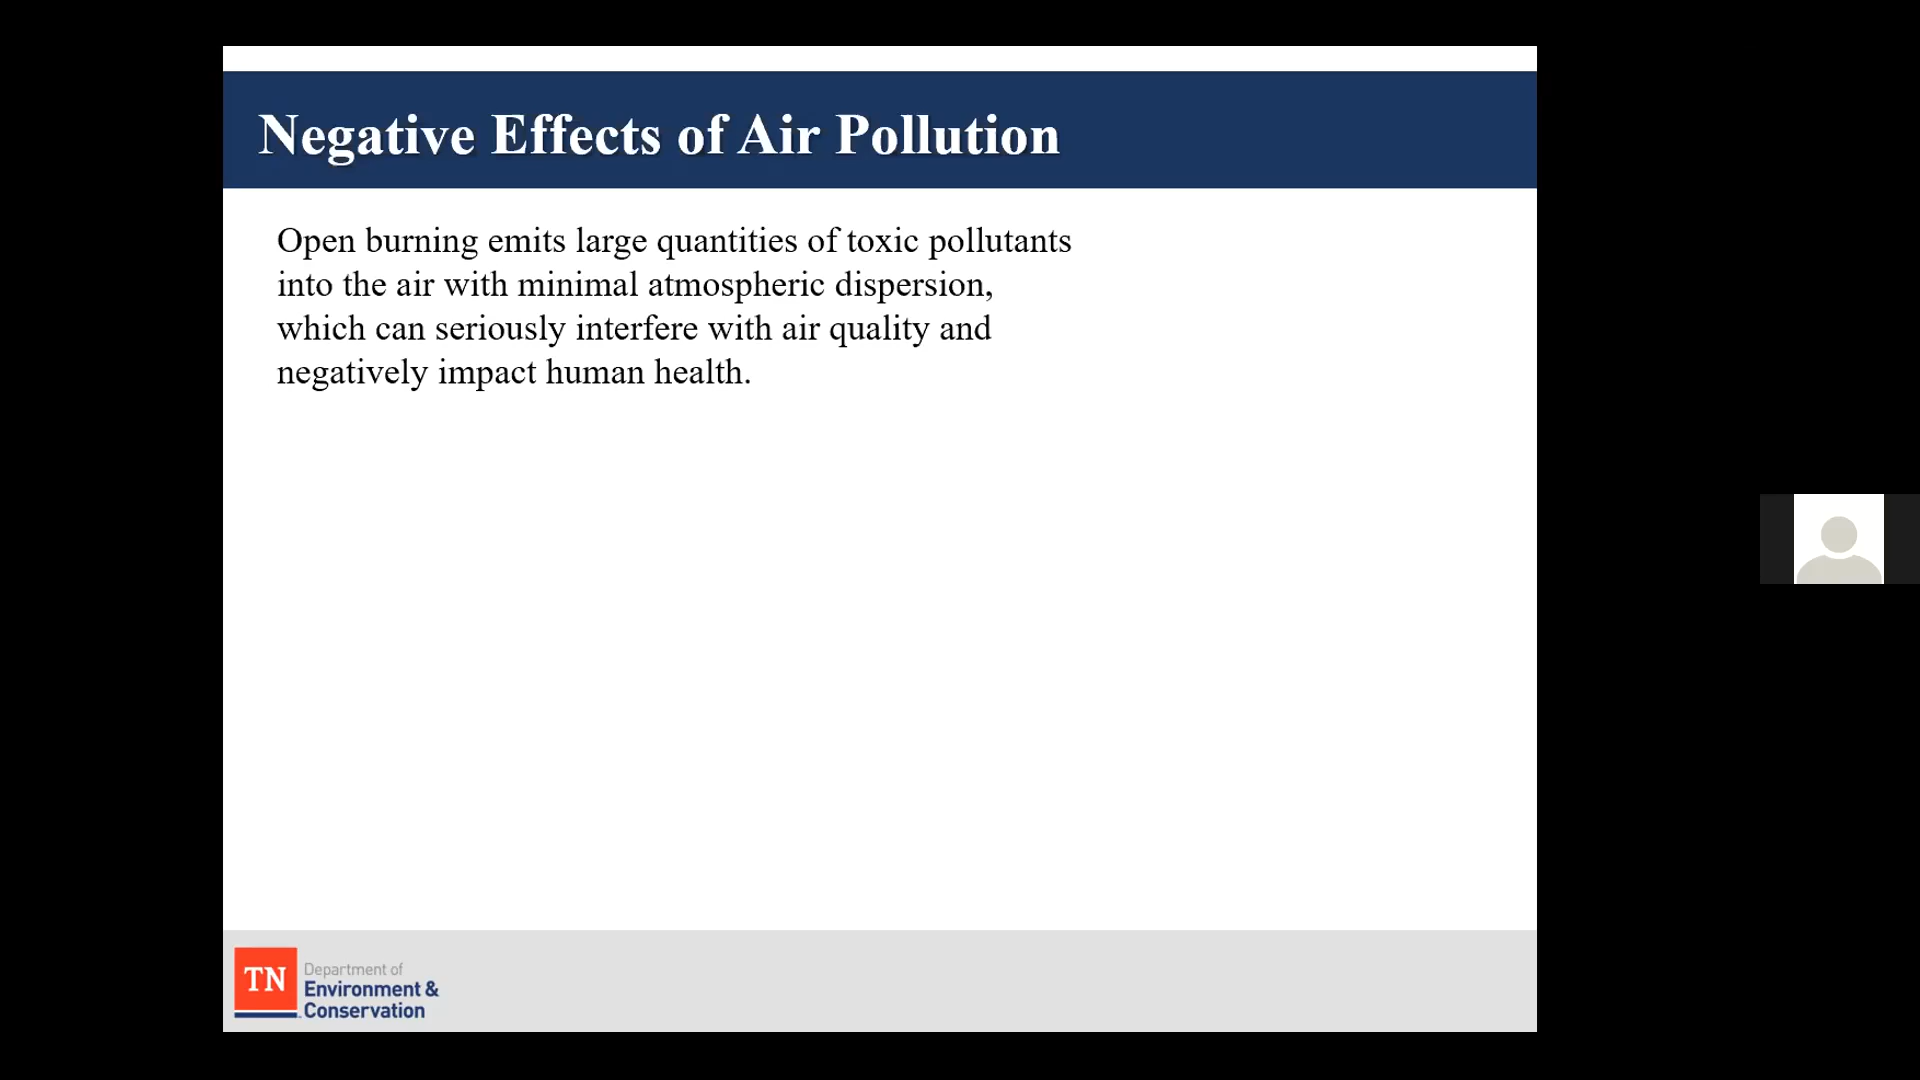 Negative Effects of Air Pollution
Open burning emits large quantities of toxic pollutants
into the air with minimal atmospheric dispersion,
which can seriously interfere with air quality and
negatively impact human health.
TN
Department of
Environment &
Conservation